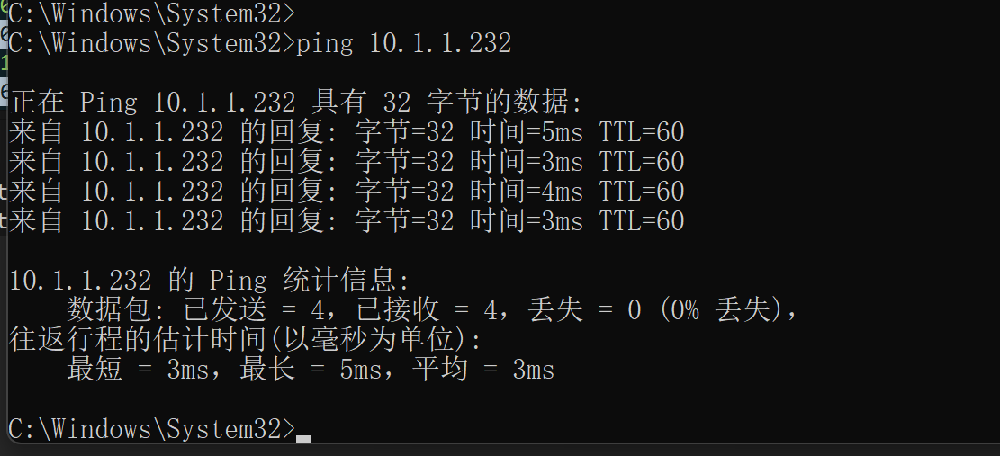 C:\Windows\System32>
C:\Windows\System32>ping 10.1.1.232
正在 Ping 10.1.1.232 具有 32 字节的数据:
来自 10.1.1.232 的回复: 字节=32 时间=5ms TTL=60
来自 10.1.1.232 的回复: 字节=32 时间=3ms TTL=60
来自 10.1.1.232 的回复: 字节=32 时间=4ms TTL=60
来自 10.1.1.232 的回复: 字节=32 时间=3ms TTL=60
10.1.1.232 的 Ping 统计信息:
数据包: 已发送 = 4，已接收 = 4，丢失 = 0 (0% 丢失)，
往返行程的估计时间(以毫秒为单位):
最短 = 3ms，最长 = 5ms，平均 = 3ms
C:\Windows\System32>